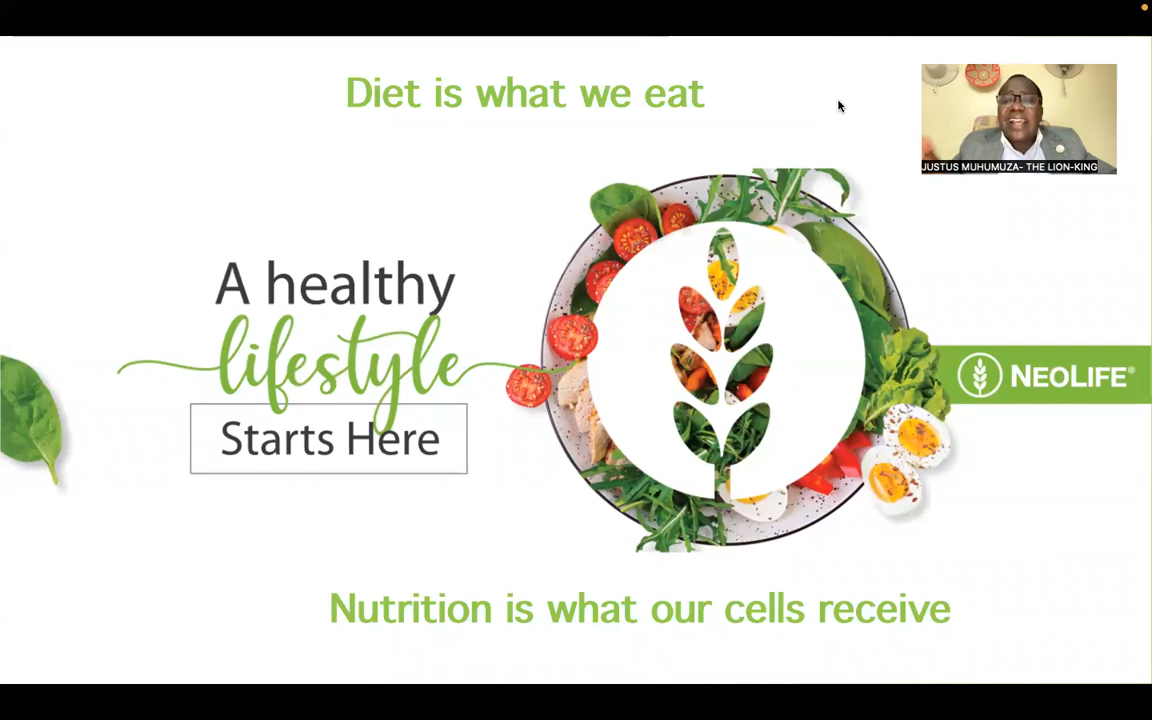 Diet is what we eat
JUSTUS MUHUMUZA- THE LION-KING
A healthy
lifestyle
Starts Here
NEOLIFE®
Nutrition is what our cells receive